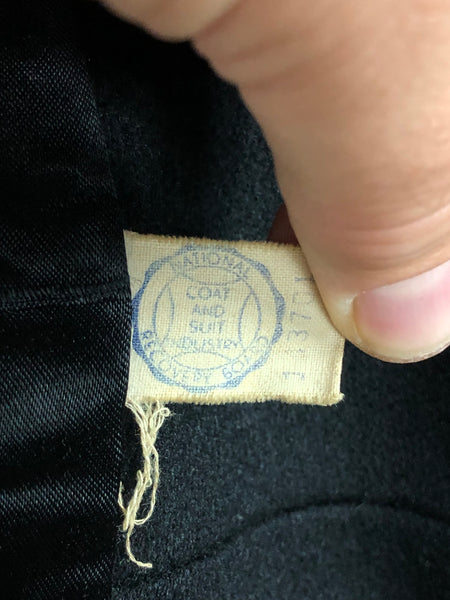 NATIONAL
COAT
AND
SUIT
INDUSTRY
RECOVERY BOARD